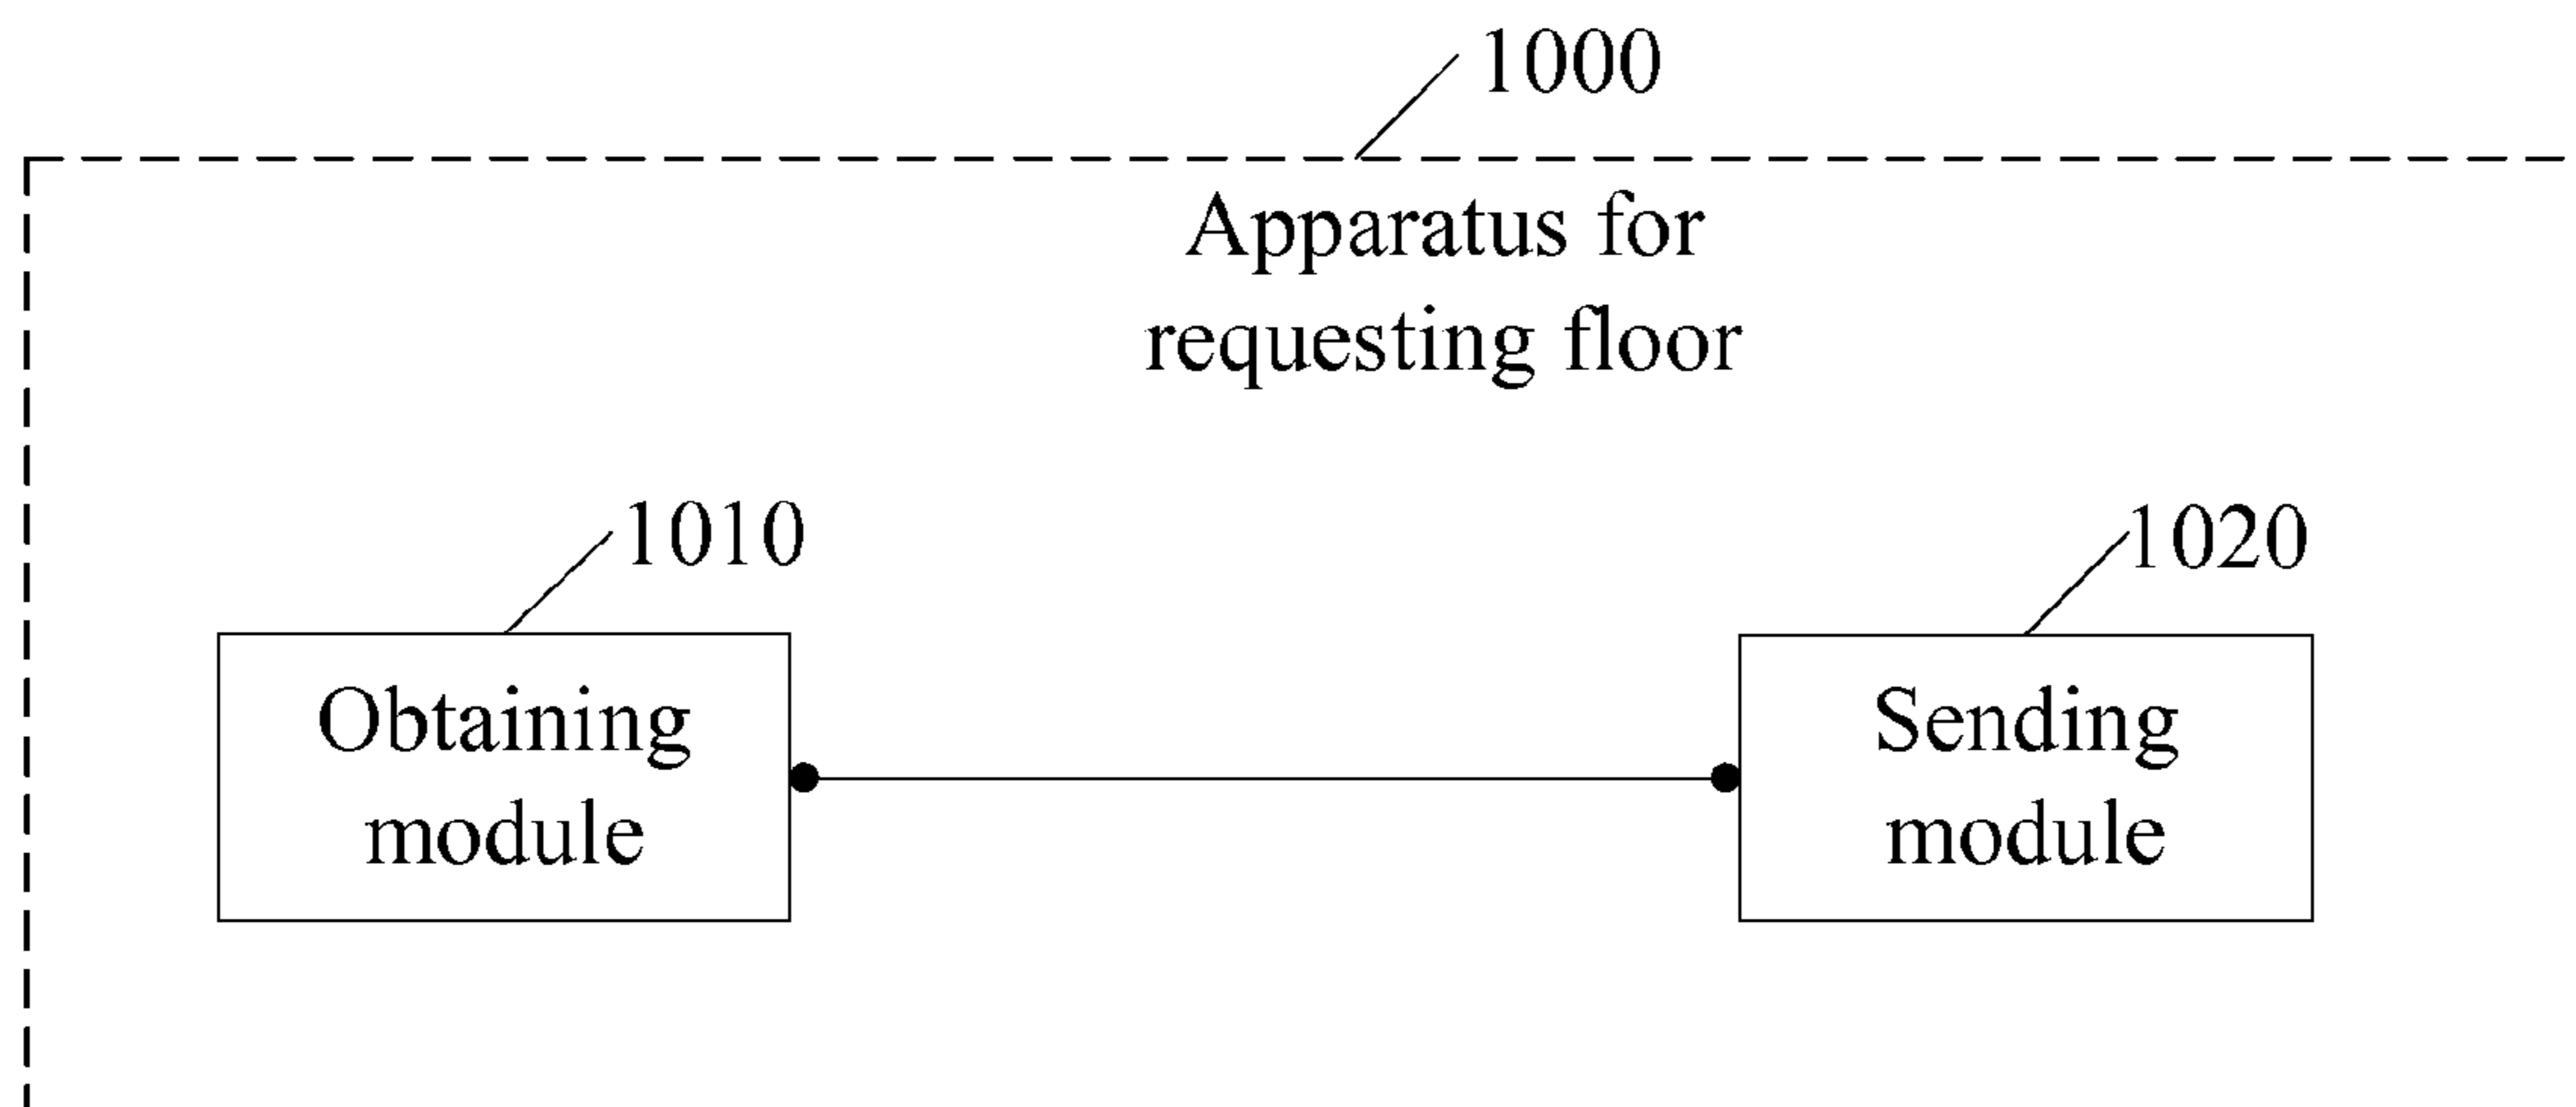 1000
Apparatus for
requesting floor
1010
1020
Obtaining
module
Sending
module